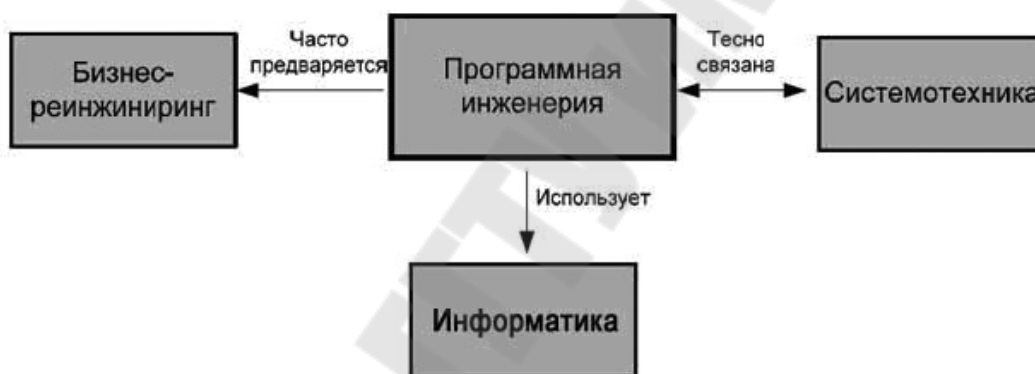 Бизнес-
реинжиниринг
Часто
предваряется
Программная
инженерия
Тесно
связана
Системотехника
Использует
Информатика